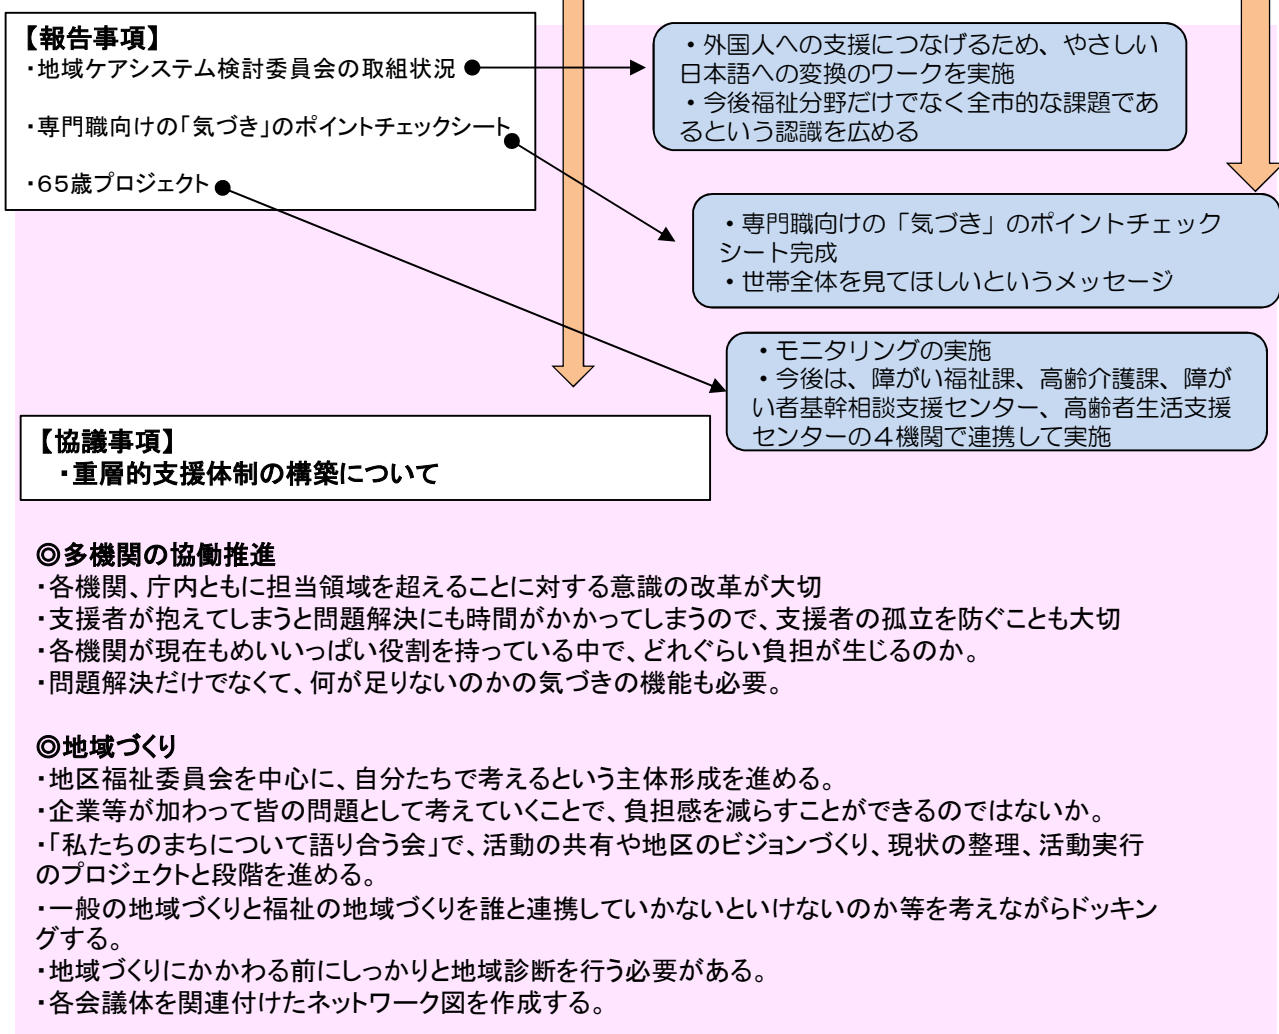 【報告事項】
・地域ケアシステム検討委員会の取組状況
・専門職向けの「気づき」のポイントチェックシート
・65歳プロジェクト
・外国人への支援につなげるため、やさしい
日本語への変換のワークを実施
・今後福祉分野だけでなく全市的な課題であ
るという認識を広める
・専門職向けの「気づき」のポイントチェック
シート完成
・世帯全体を見てほしいというメッセージ
・モニタリングの実施
・今後は、障がい福祉課、高齢介護課、障が
い者基幹相談支援センター、高齢者生活支援
センターの４機関で連携して実施
【協議事項】
・重層的支援体制の構築について
◎多機関の協働推進
・各機関、庁内ともに担当領域を超えることに対する意識の改革が大切
・支援者が抱えてしまうと問題解決にも時間がかかってしまうので、支援者の孤立を防ぐことも大切
・各機関が現在もめいいっぱい役割を持っている中で、どれぐらい負担が生じるのか。
・問題解決だけでなくて、何が足りないのかの気づきの機能も必要。
◎地域づくり
・地区福祉委員会を中心に、自分たちで考えるという主体形成を進める。
・企業等が加わって皆の問題として考えていくことで、負担感を減らすことができるのではないか。
・「私たちのまちについて語り合う会」で、活動の共有や地区のビジョンづくり、現状の整理、活動実行
のプロジェクトと段階を進める。
・一般の地域づくりと福祉の地域づくりを誰と連携していかないといけないのか等を考えながらドッキン
グする。
・地域づくりにかかわる前にしっかりと地域診断を行う必要がある。
・各会議体を関連付けたネットワーク図を作成する。